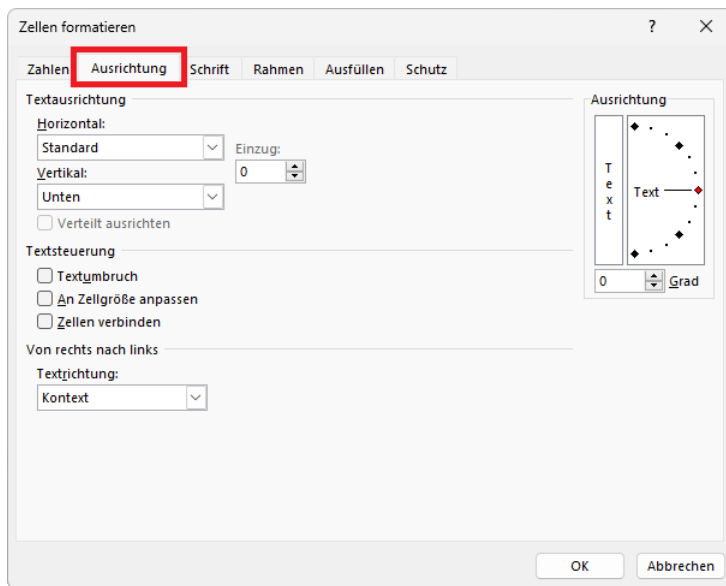 Zellen formatieren ? ✕
Zahlen Ausrichtung Schrift Rahmen Ausfüllen Schutz
Textausrichtung
Horizontal:
Standard
Einzug:
0
Vertikal:
Unten
Verteilt ausrichten
Textsteuerung
Textumbruch
An Zellgröße anpassen
Zellen verbinden
Von rechts nach links
Textrichtung:
Kontext
Ausrichtung
T
e
x
t
Text
0 Grad
OK Abbrechen